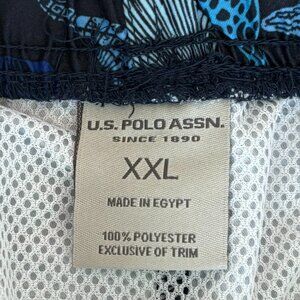 U.S. POLO ASSN.
SINCE 1890
XXL
MADE IN EGYPT
100% POLYESTER
EXCLUSIVE OF TRIM